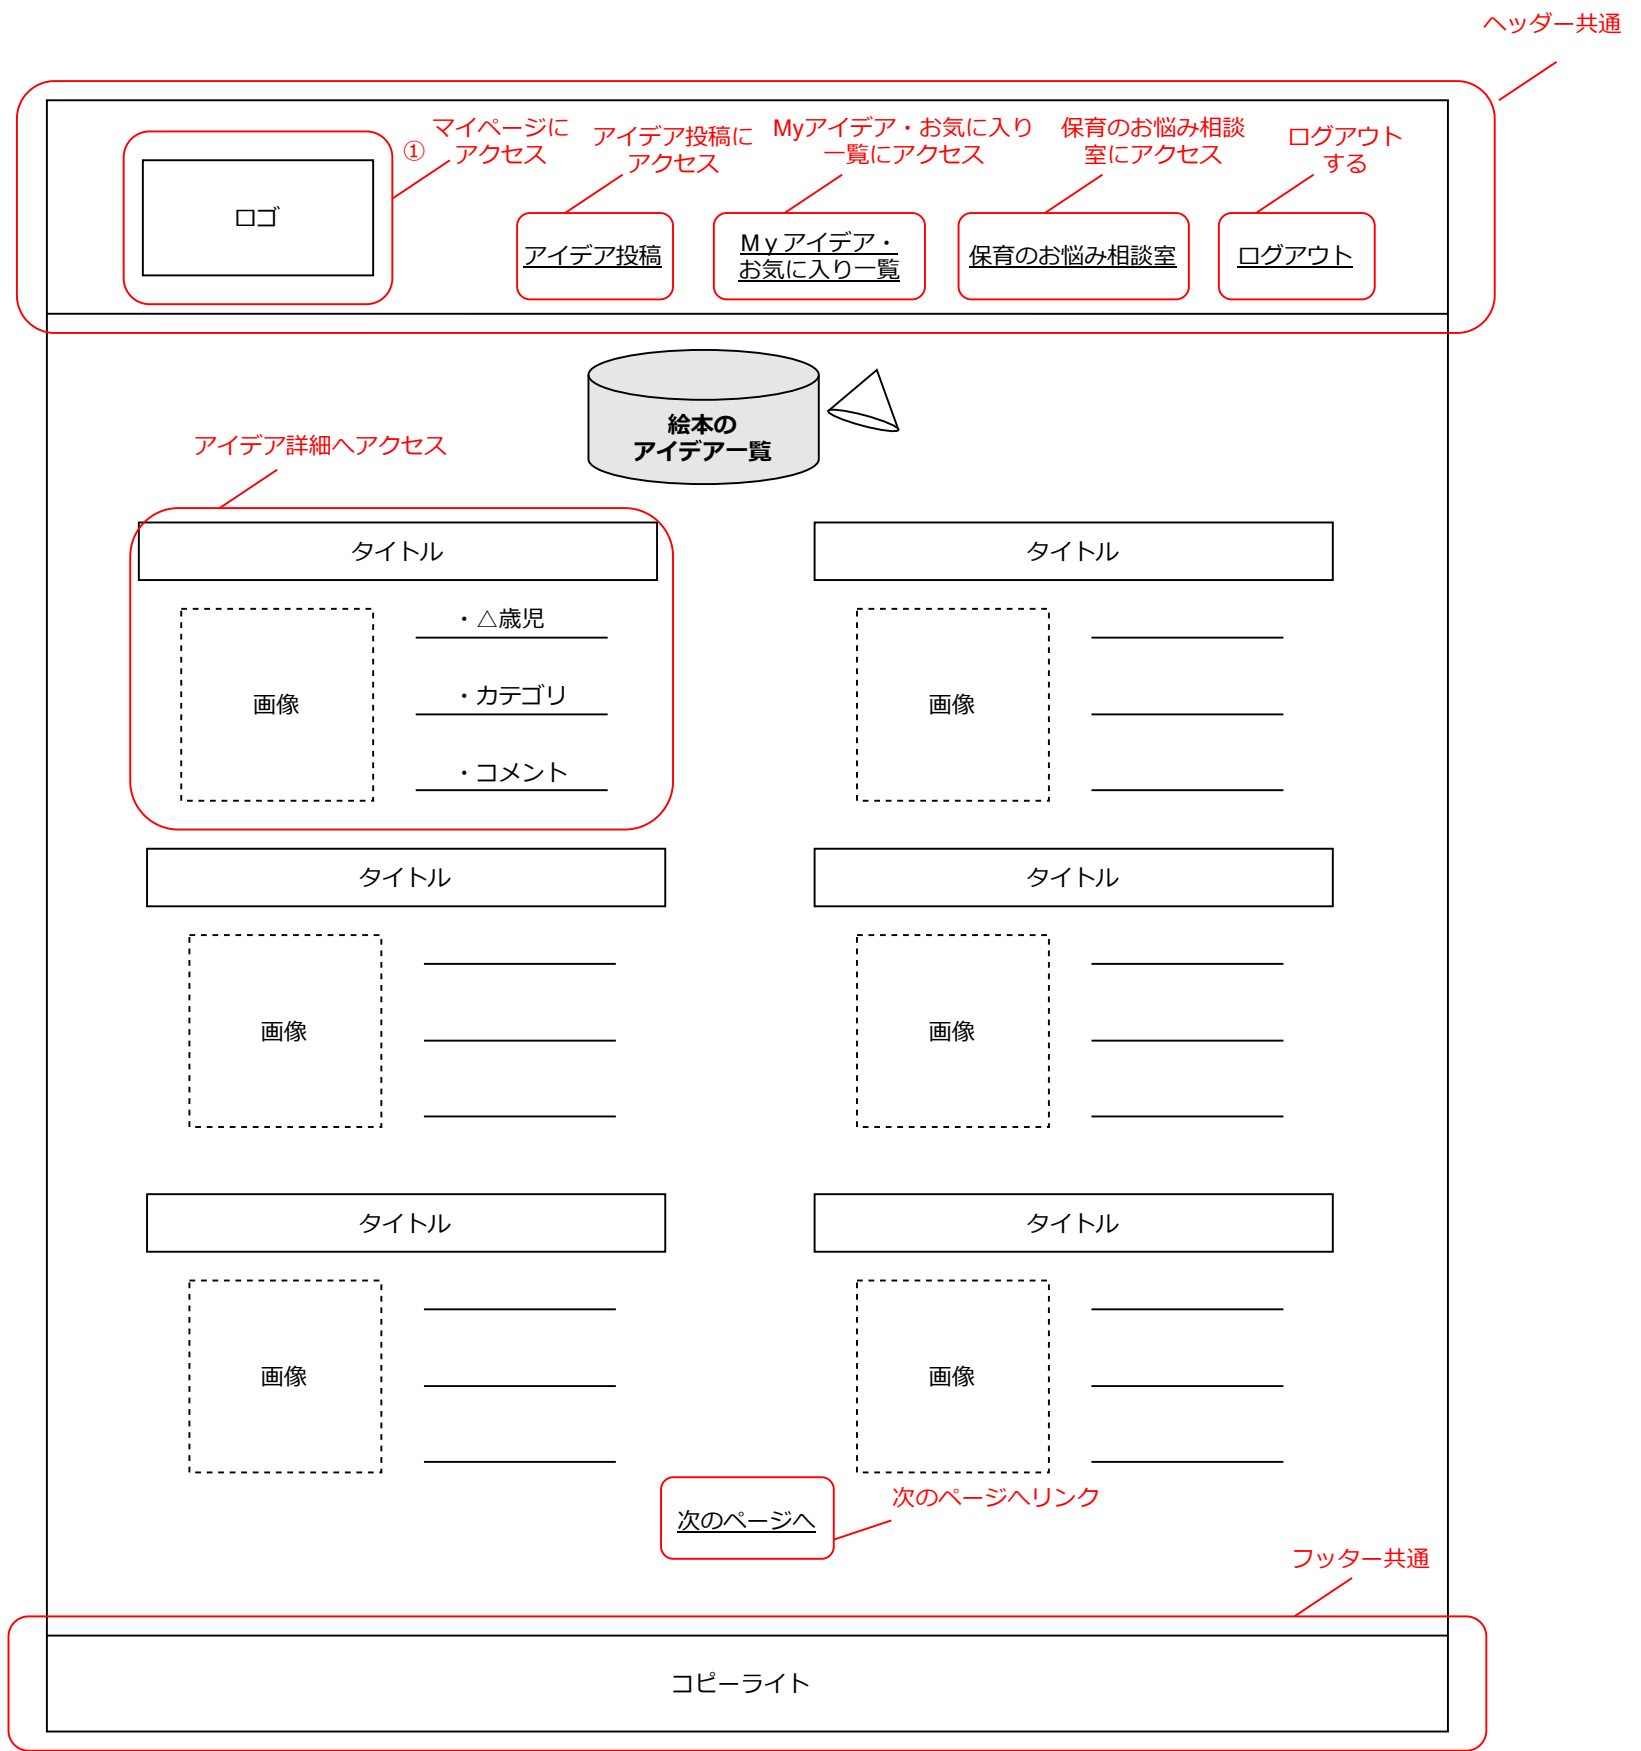 ヘッダー共通
①
マイページに
アクセス
アイデア投稿に
アクセス
Myアイデア・お気に入り
一覧にアクセス
保育のお悩み相談
室にアクセス
ログアウト
する
ロゴ
アイデア投稿
Ｍｙアイデア・
お気に入り一覧
保育のお悩み相談室
ログアウト
絵本の
アイデア一覧
アイデア詳細へアクセス
タイトル
タイトル
画像
・△歳児
・カテゴリ
・コメント
画像
タイトル
タイトル
画像
画像
タイトル
タイトル
画像
画像
次のページへ
次のページへリンク
フッター共通
コピーライト